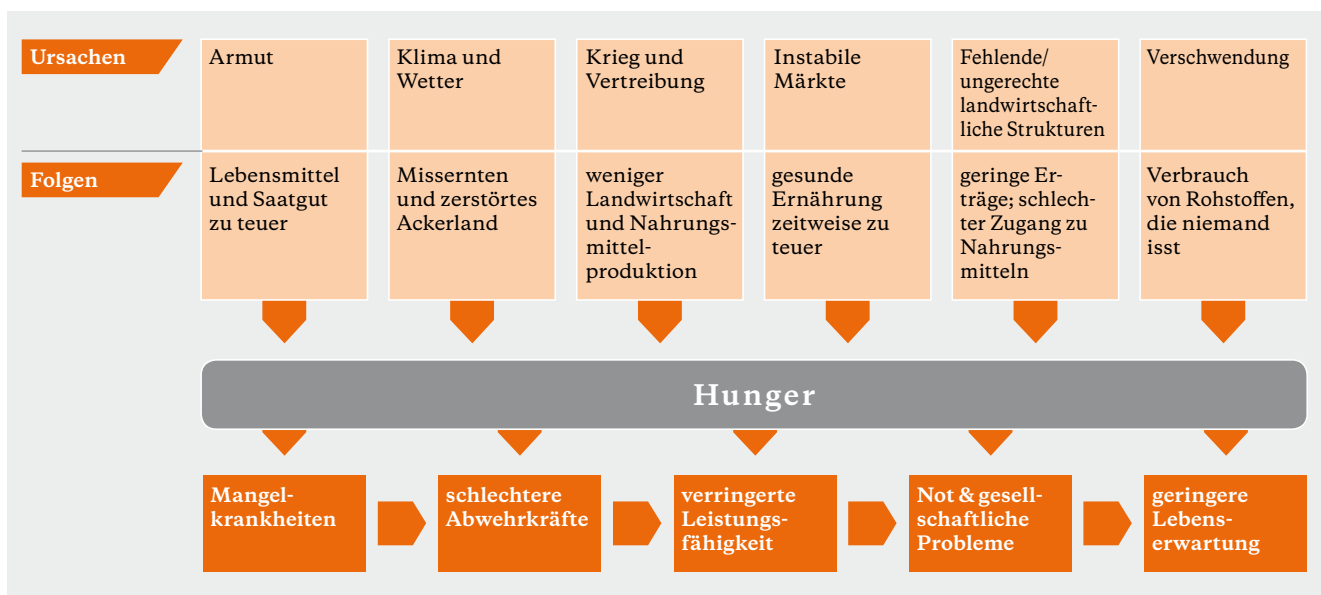 Ursachen
Armut
Klima und
Wetter
Krieg und
Vertreibung
Instabile
Märkte
Fehlende/
ungerechte
landwirtschaft-
liche Strukturen
Verschwendung
Folgen
Lebensmittel
und Saatgut
zu teuer
Missernten
und zerstörtes
Ackerland
weniger
Landwirtschaft
und Nahrungs-
mittel-
produktion
gesunde
Ernährung
zeitweise zu
teuer
geringe Er-
träge; schlech-
ter Zugang zu
Nahrungs-
mitteln
Verbrauch
von Rohstoffen,
die niemand
isst
Hunger
Mangel-
krankheiten
schlechtere
Abwehrkräfte
verringerte
Leistungs-
fähigkeit
Not & gesell-
schaftliche
Probleme
geringere
Lebens-
erwartung